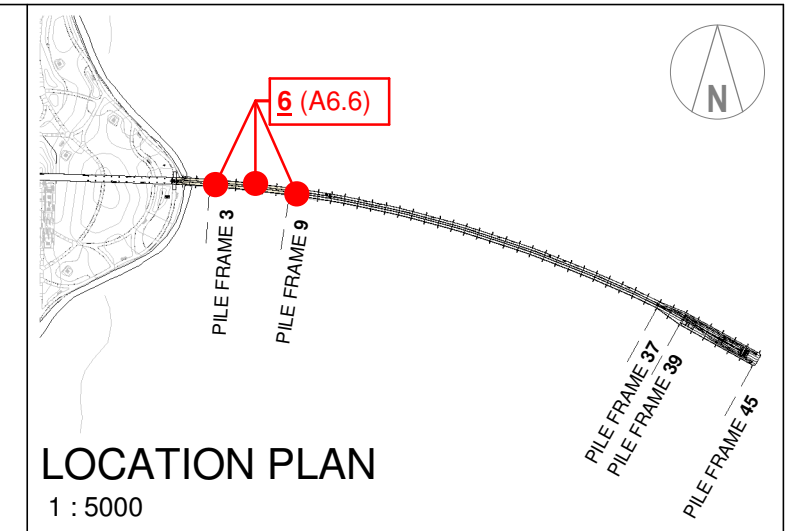 N
6 (A6.6)
PILE FRAME 3
PILE FRAME 9
PILE FRAME 37
PILE FRAME 39
PILE FRAME 45
LOCATION PLAN
1 : 5000